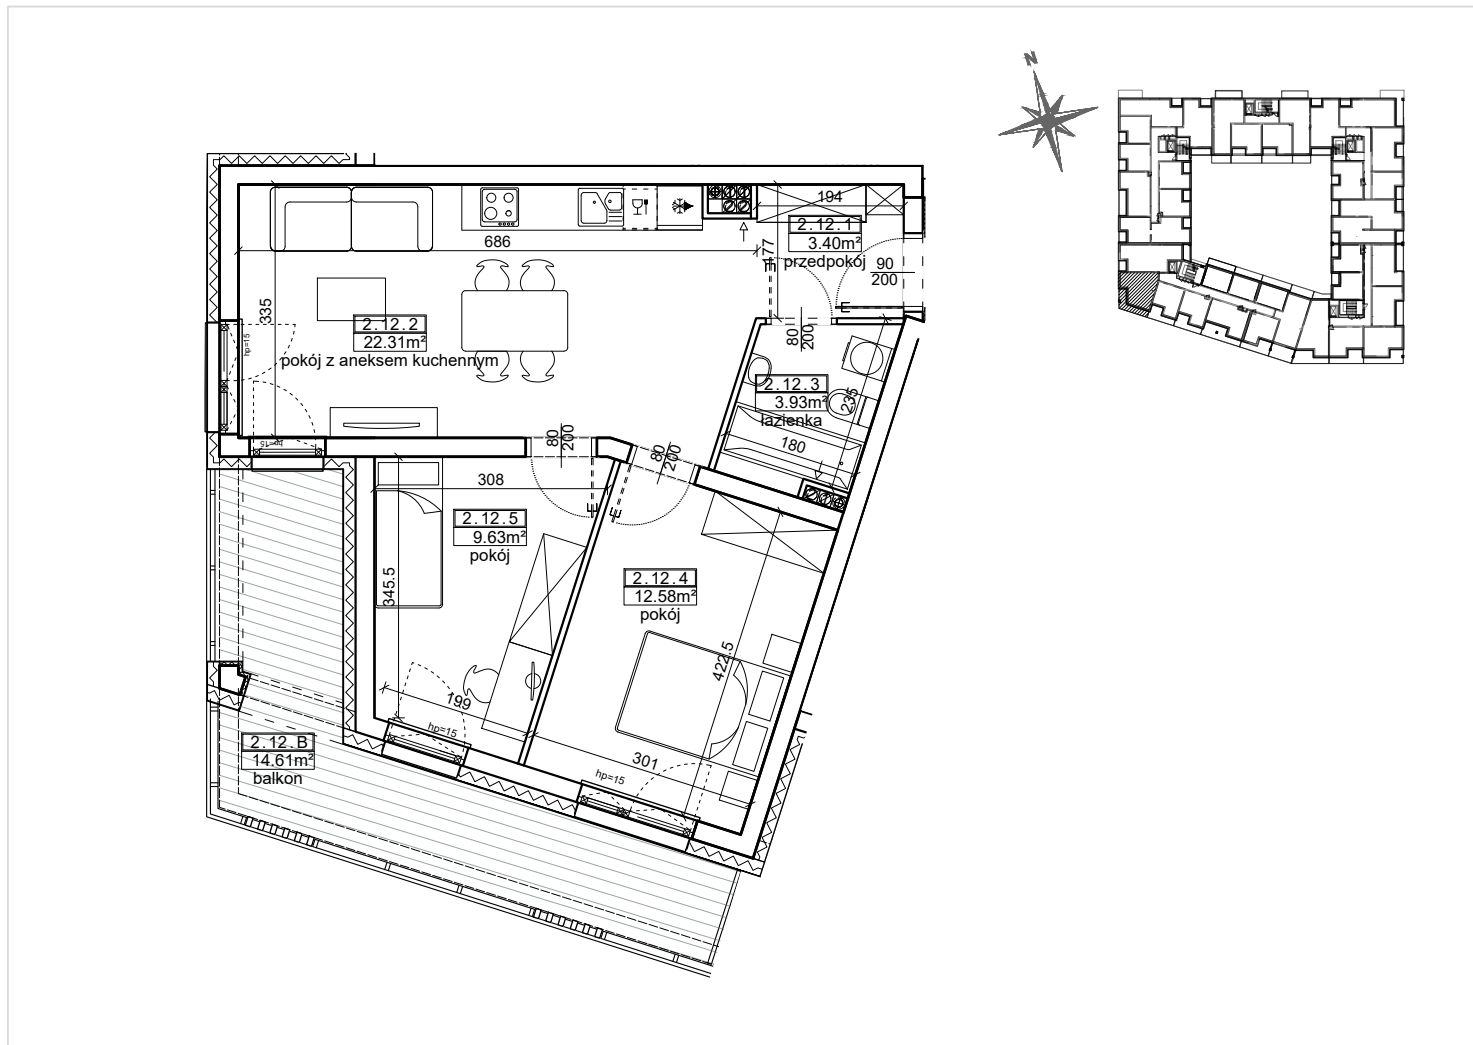 N
194
2.12.1
3.40m²
przedpokój
177
90
200
686
335
2.12.2
22.31m²
pokój z aneksem kuchennym
hp=15
80
200
2.12.3
3.93m²
łazienka
235
180
hp=15
80
200
80
200
308
2.12.5
9.63m²
pokój
345.5
2.12.4
12.58m²
pokój
422.5
199
hp=15
301
hp=15
2.12.B
14.61m²
balkon